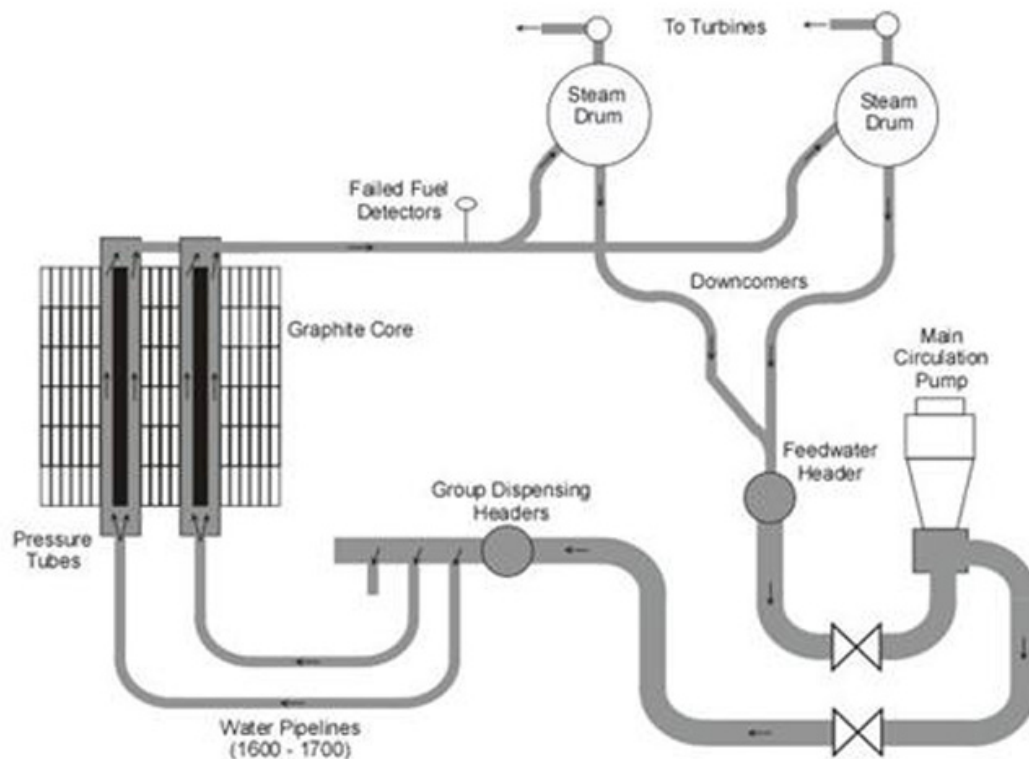 To Turbines
Steam
Drum
Steam
Drum
Failed Fuel
Detectors
Downcomers
Graphite Core
Main
Circulation
Pump
Feedwater
Header
Group Dispensing
Headers
Pressure
Tubes
Water Pipelines
(1600 - 1700)